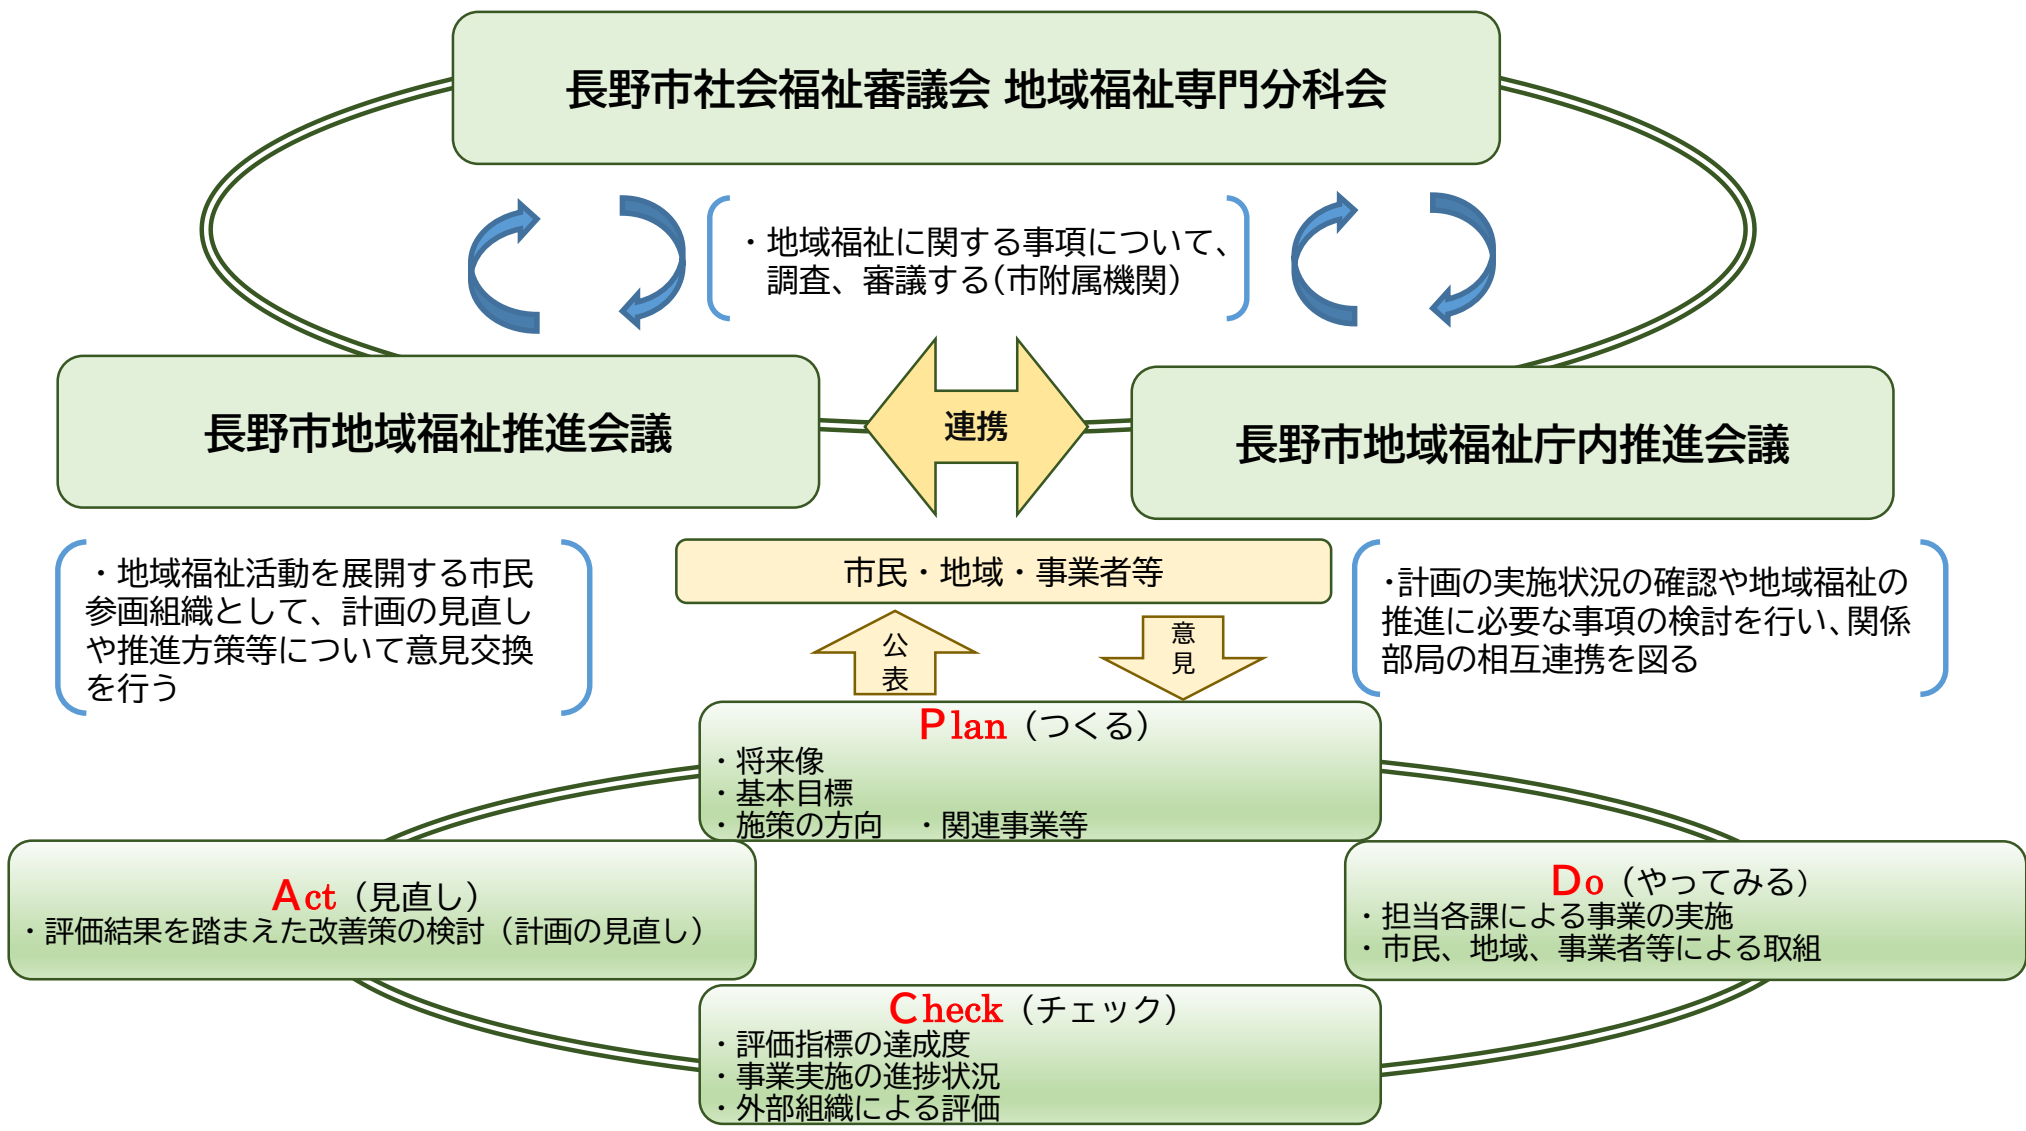 長野市社会福祉審議会 地域福祉専門分科会
・地域福祉に関する事項について、
調査、審議する(市附属機関)
長野市地域福祉推進会議
連携
長野市地域福祉庁内推進会議
・地域福祉活動を展開する市民
参画組織として、計画の見直し
や推進方策等について意見交換
を行う
市民・地域・事業者等
・計画の実施状況の確認や地域福祉の
推進に必要な事項の検討を行い、関係
部局の相互連携を図る
公
表
意
見
Ｐlan（つくる）
・将来像
・基本目標
・施策の方向　・関連事業等
Ａct（見直し）
・評価結果を踏まえた改善策の検討（計画の見直し）
Ｄo（やってみる）
・担当各課による事業の実施
・市民、地域、事業者等による取組
Ｃheck（チェック）
・評価指標の達成度
・事業実施の進捗状況
・外部組織による評価